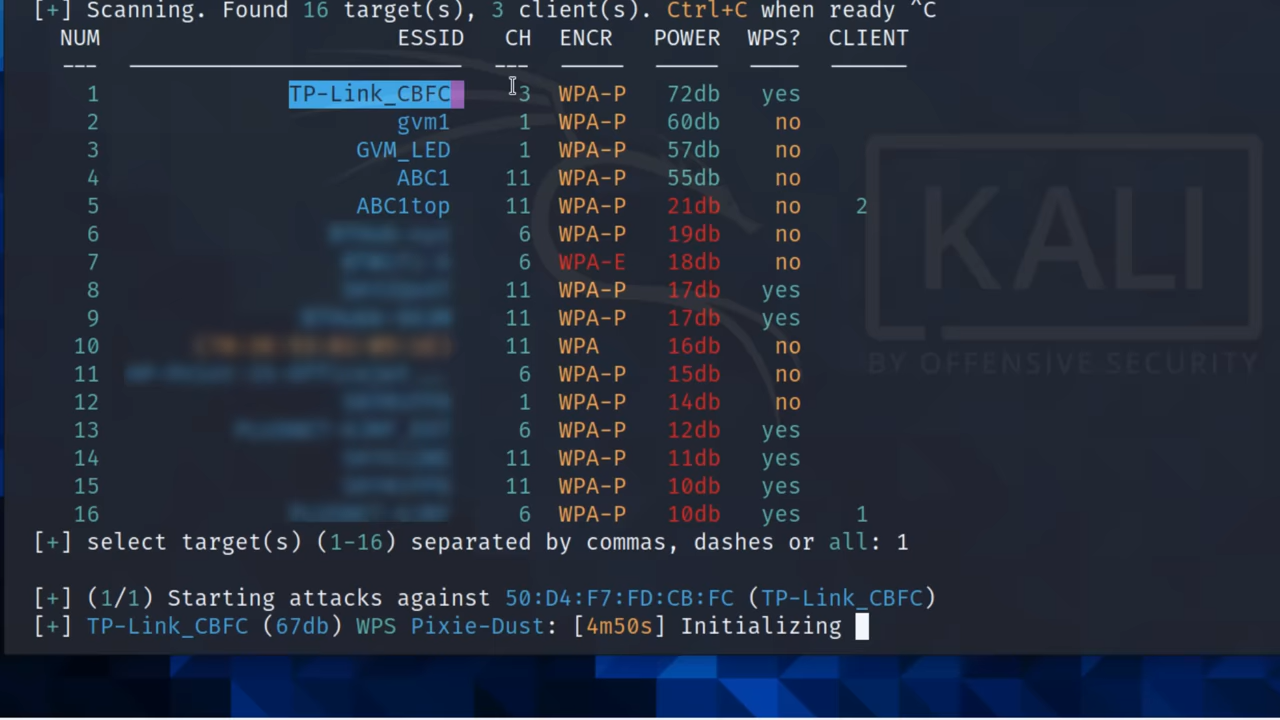 [+] Scanning. Found 16 target(s), 3 client(s). Ctrl+C when ready ^C
NUM ESSID CH ENCR POWER WPS? CLIENT
--- ------------------------- --- ------ ------ ---- ------
1 TP-Link_CBFC 3 WPA-P 72db yes
2 gvm1 1 WPA-P 60db no
3 GVM_LED 1 WPA-P 57db no
4 ABC1 11 WPA-P 55db no
5 ABC1top 11 WPA-P 21db no 2
6 6 WPA-P 19db no
7 6 WPA-E 18db no
8 11 WPA-P 17db yes
9 11 WPA-P 17db yes
10 11 WPA 16db no
11 6 WPA-P 15db no
12 1 WPA-P 14db no
13 6 WPA-P 12db yes
14 11 WPA-P 11db yes
15 11 WPA-P 10db yes
16 6 WPA-P 10db yes 1
[+] select target(s) (1-16) separated by commas, dashes or all: 1
[+] (1/1) Starting attacks against 50:D4:F7:FD:CB:FC (TP-Link_CBFC)
[+] TP-Link_CBFC (67db) WPS Pixie-Dust: [4m50s] Initializing
KALI
BY OFFENSIVE SECURITY